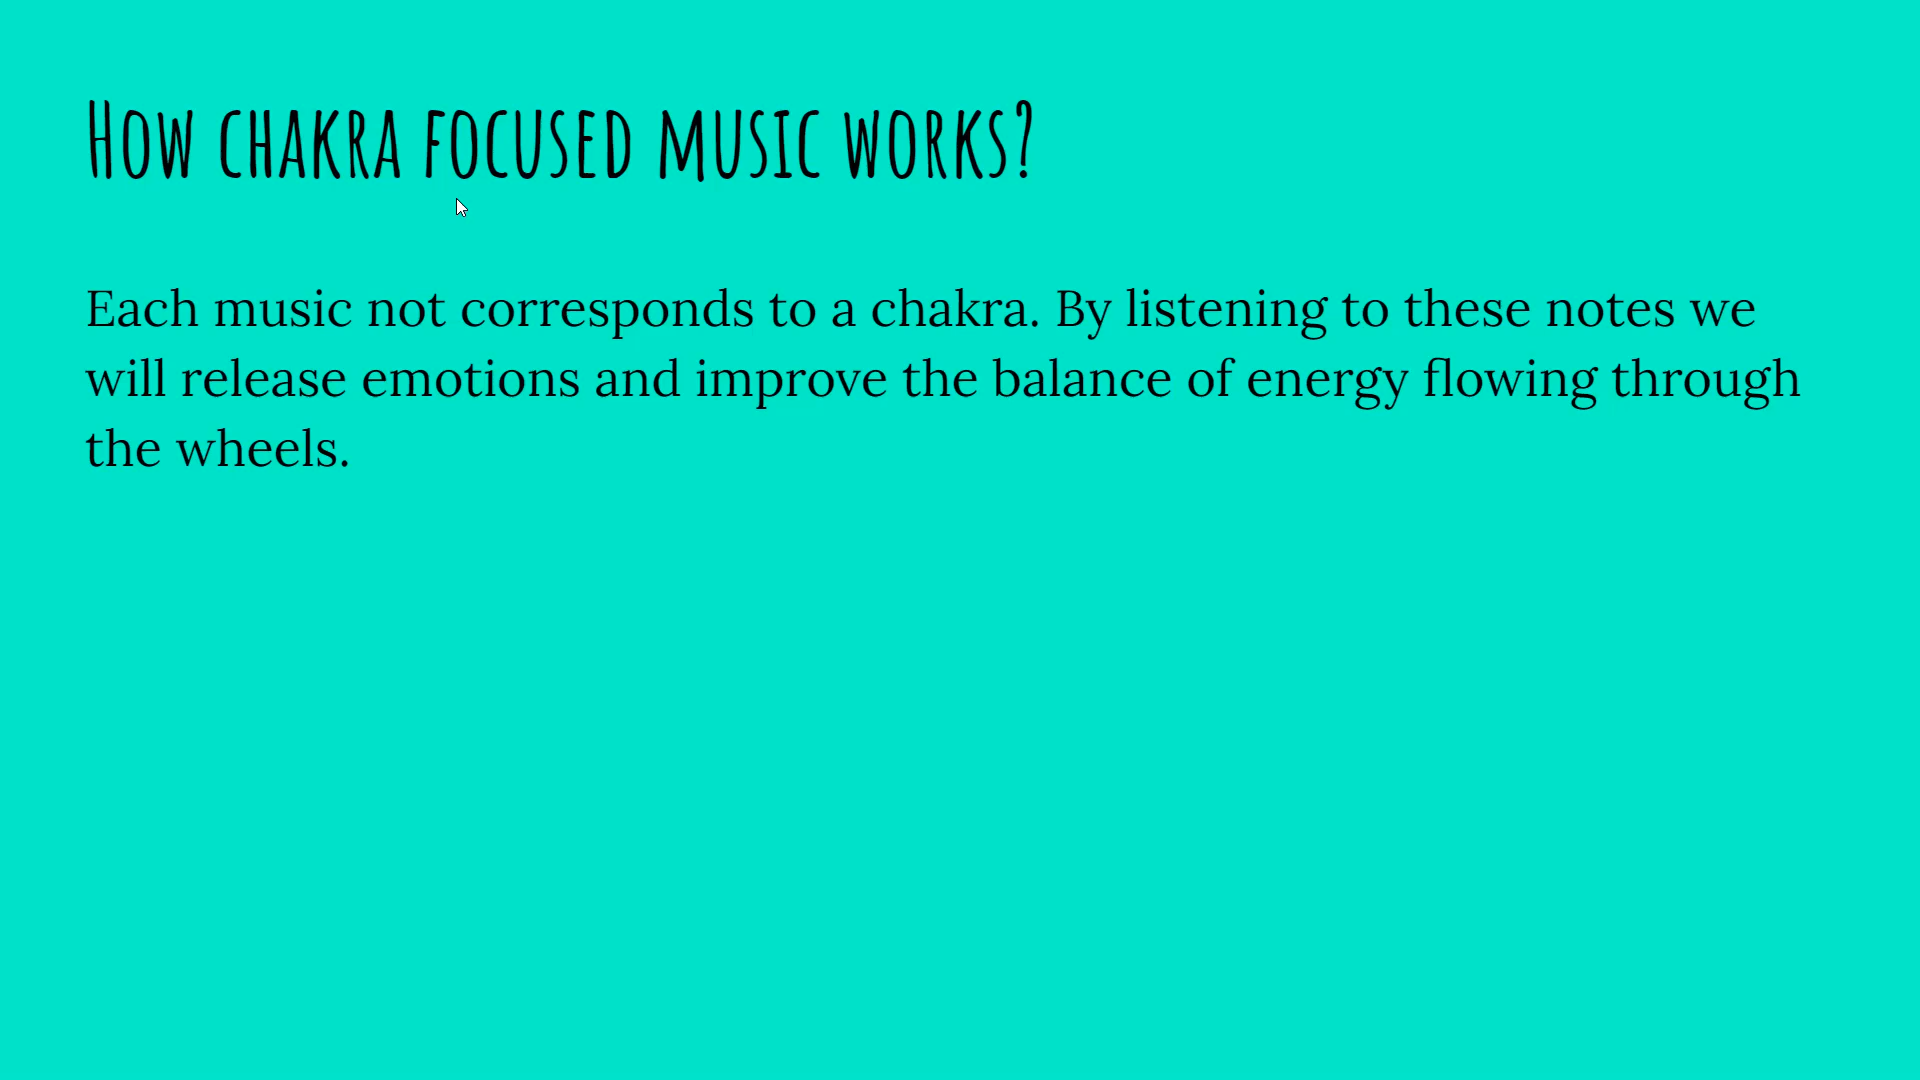 How chakra focused music works?
Each music not corresponds to a chakra. By listening to these notes we
will release emotions and improve the balance of energy flowing through
the wheels.